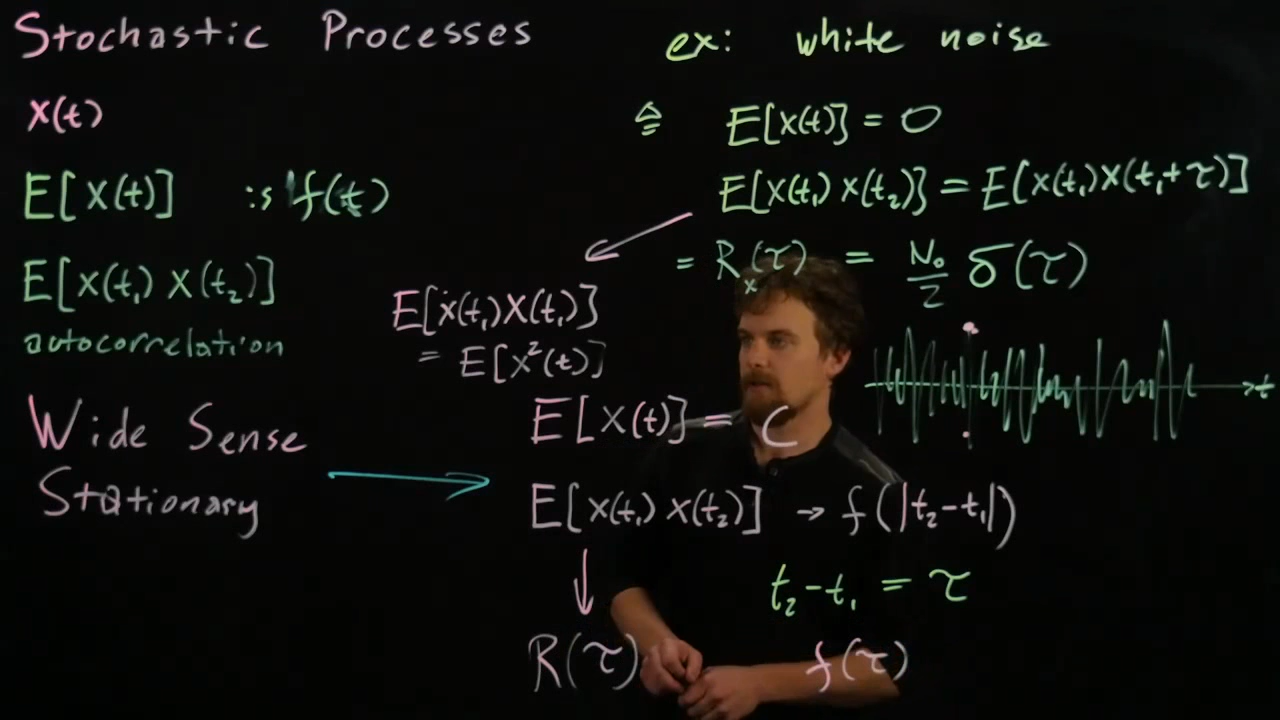 Stochastic Processes
X(t)
E[X(t)] is f(t)
E[X(t₁) X(t₂)]
autocorrelation
Wide Sense
Stationary
ex: white noise
≙ E[X(t)] = 0
E[X(t₁) X(t₂)] = E[X(t₁)X(t₁+τ)]
= Rₓ(τ) = N₀/2 δ(τ)
E[X(t₁)X(t₁)]
= E[X²(t)]
t
E[X(t)] = C
E[X(t₁) X(t₂)] → f(|t₂-t₁|)
t₂-t₁ = τ
R(τ) f(τ)